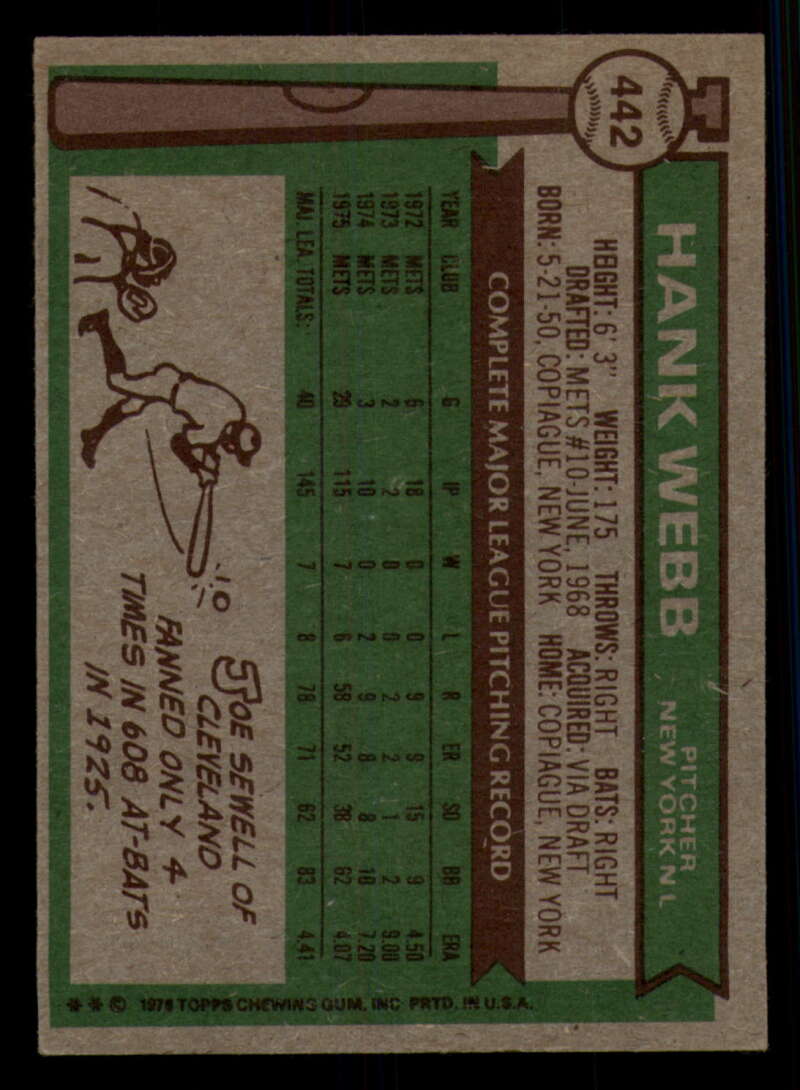 442
HANK WEBB
PITCHER
NEW YORK N L
HEIGHT: 6' 3" WEIGHT: 175 THROWS: RIGHT BATS: RIGHT
DRAFTED: METS #10-JUNE, 1968 ACQUIRED: VIA DRAFT
BORN: 5-21-50, COPIAGUE, NEW YORK HOME: COPIAGUE, NEW YORK
COMPLETE MAJOR LEAGUE PITCHING RECORD
YEAR CLUB G IP W L R ER SO BB ERA
1972 METS 6 18 0 0 9 9 15 9 4.50
1973 METS 2 2 0 0 2 2 1 2 9.00
1974 METS 3 10 0 2 9 8 8 10 7.20
1975 METS 29 115 7 6 58 52 38 62 4.07
MAJ. LEA. TOTALS: 40 145 7 8 78 71 62 83 4.41
JOE SEWELL OF
CLEVELAND
FANNED ONLY 4
TIMES IN 608 AT-BATS
IN 1925.
* * © 1976 TOPPS CHEWING GUM, INC. PRTD. IN U.S.A.